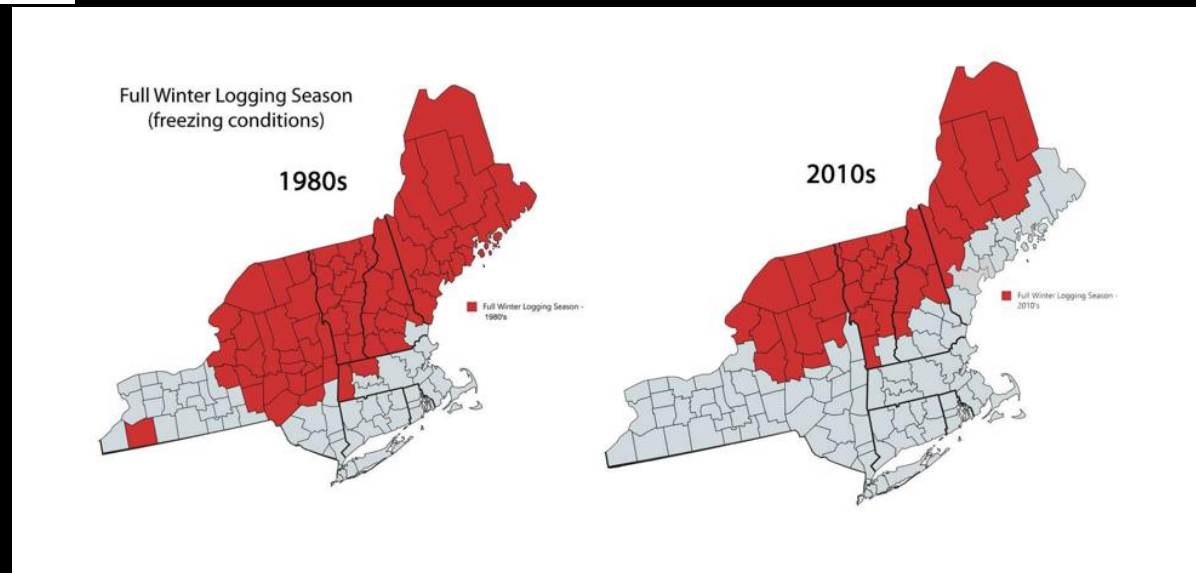 Full Winter Logging Season
(freezing conditions)
1980s
Full Winter Logging Season -
1980's
2010s
Full Winter Logging Season -
2010's